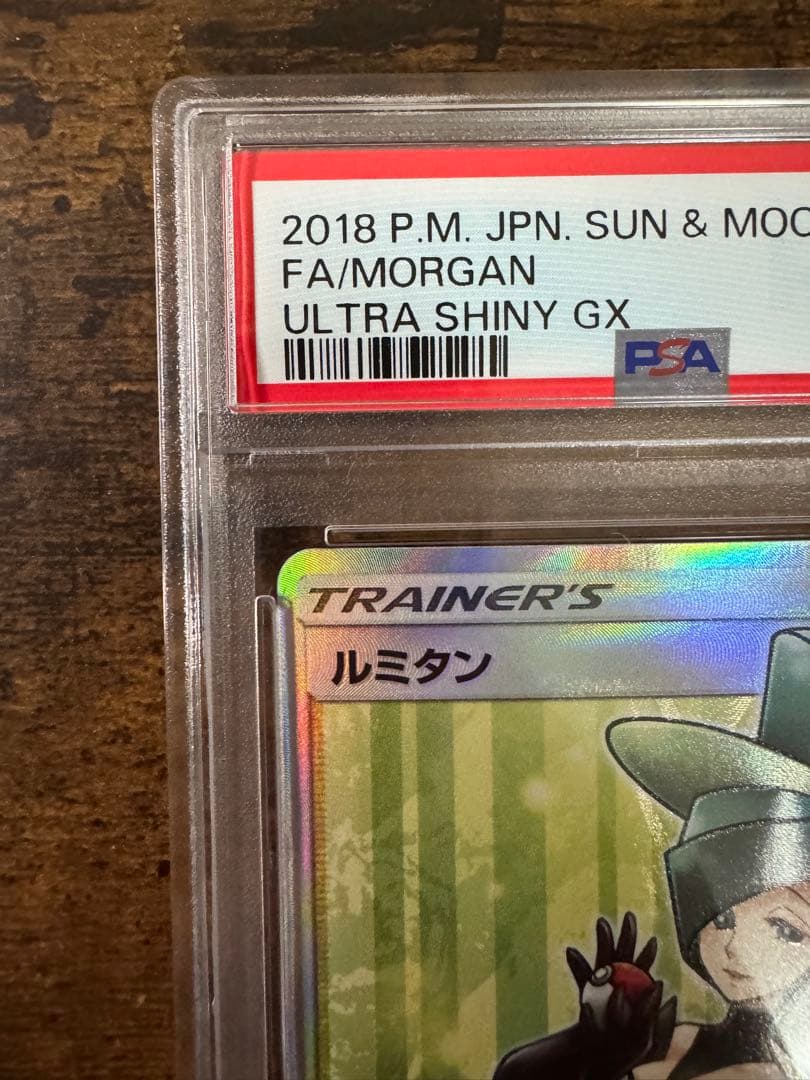 2018 P.M. JPN. SUN & MOO
FA/MORGAN
ULTRA SHINY GX
PSA
TRAINER'S
ルミタン